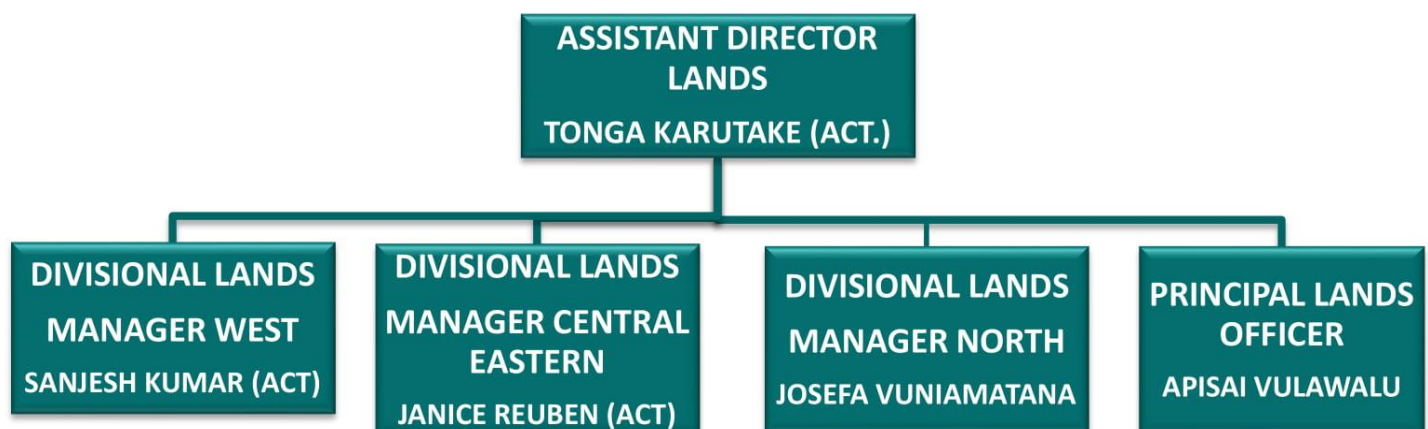 ASSISTANT DIRECTOR
LANDS
TONGA KARUTAKE (ACT.)
DIVISIONAL LANDS
MANAGER WEST
SANJESH KUMAR (ACT)
DIVISIONAL LANDS
MANAGER CENTRAL
EASTERN
JANICE REUBEN (ACT)
DIVISIONAL LANDS
MANAGER NORTH
JOSEFA VUNIAMATANA
PRINCIPAL LANDS
OFFICER
APISAI VULAWALU